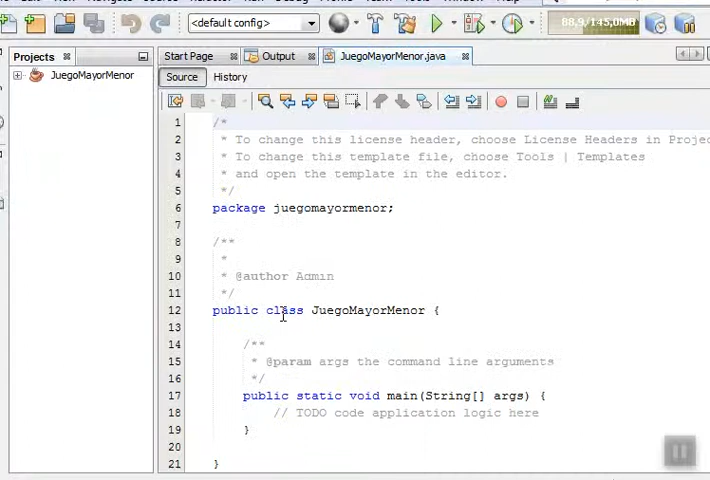 <default config>
88,9/145,0MB
Projects
Start Page
Output
JuegoMayorMenor.java
JuegoMayorMenor
Source
History
1 /*
2 * To change this license header, choose License Headers in Projec
3 * To change this template file, choose Tools | Templates
4 * and open the template in the editor.
5 */
6 package juegomayormenor;
7
8 /**
9 *
10 * @author Admin
11 */
12 public class JuegoMayorMenor {
13
14 /**
15 * @param args the command line arguments
16 */
17 public static void main(String[] args) {
18 // TODO code application logic here
19 }
20
21 }